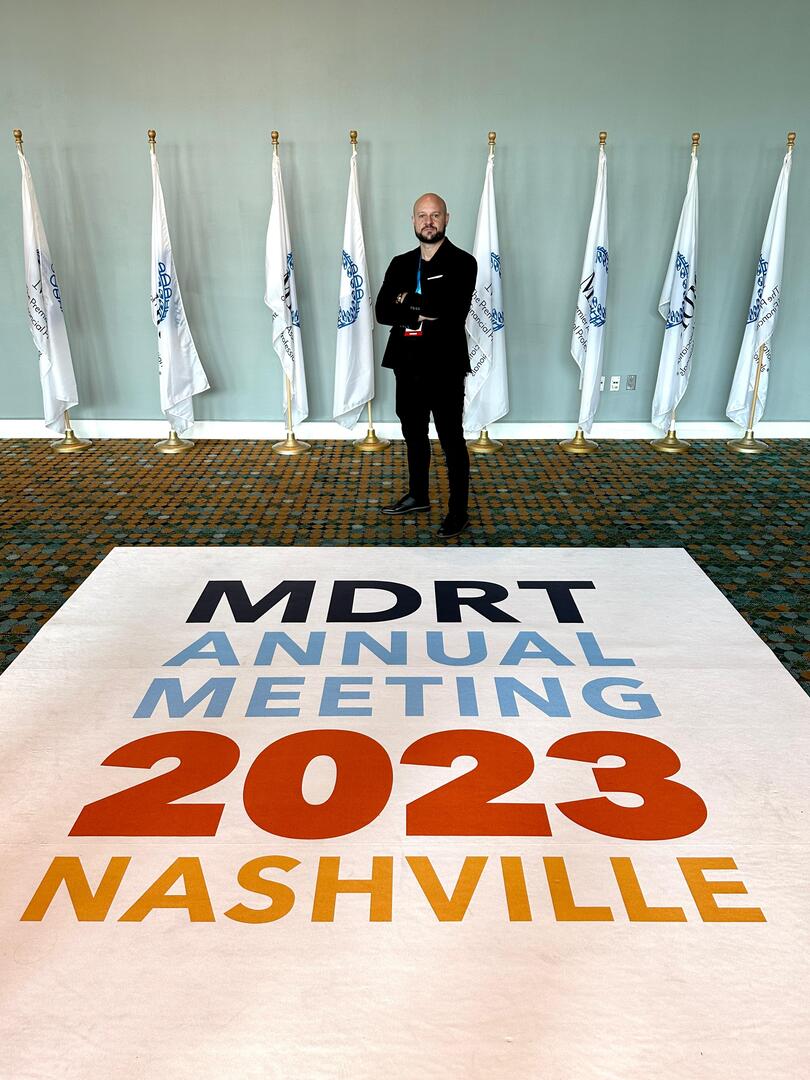 MDRT
ANNUAL
MEETING
2023
NASHVILLE